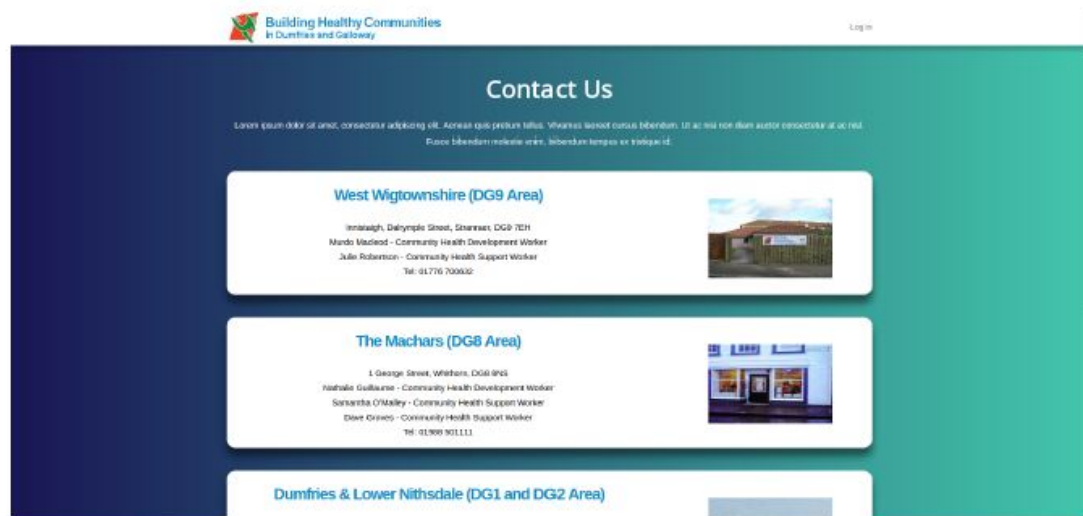 Building Healthy Communities
in Dumfries and Galloway
Log in
Contact Us
Lorem ipsum dolor sit amet, consectetur adipiscing elit. Aenean quis pretium tellus. Vivamus laoreet cursus bibendum. Ut ac nisi non diam auctor consectetur at ac nisl.
Fusce bibendum molestie enim, bibendum tempus ex tristique id.
West Wigtownshire (DG9 Area)
Innistaigh, Dalrymple Street, Stranraer, DG9 7EH
Murdo Macleod - Community Health Development Worker
Julie Robertson - Community Health Support Worker
Tel: 01776 700632
The Machars (DG8 Area)
1 George Street, Whithorn, DG8 8NS
Nathalie Guillaume - Community Health Development Worker
Samantha O'Malley - Community Health Support Worker
Dave Groves - Community Health Support Worker
Tel: 01988 501111
Dumfries & Lower Nithsdale (DG1 and DG2 Area)